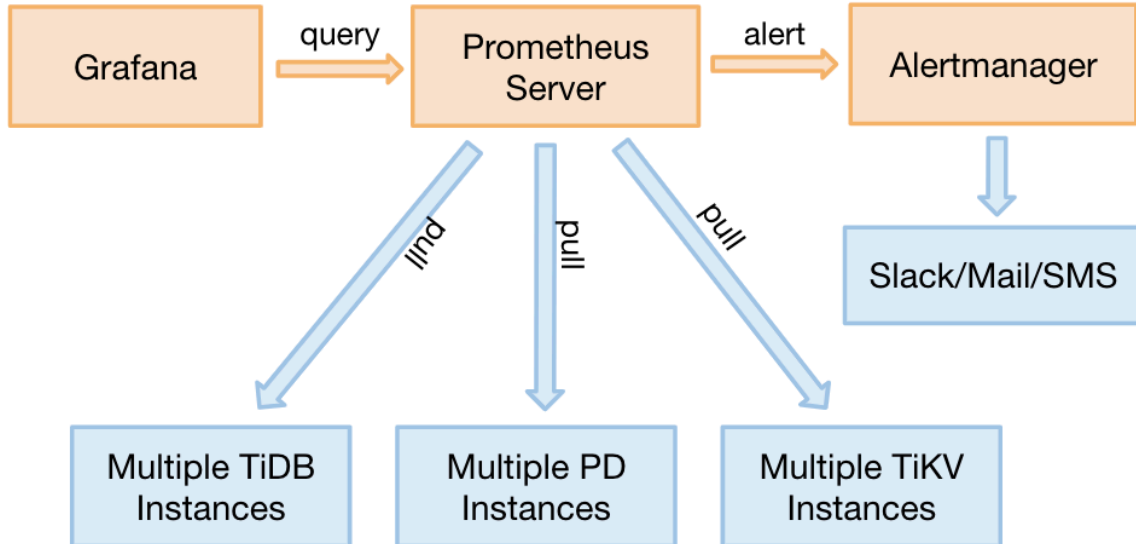 Grafana
query
Prometheus
Server
alert
Alertmanager
pull
pull
pull
Slack/Mail/SMS
Multiple TiDB
Instances
Multiple PD
Instances
Multiple TiKV
Instances